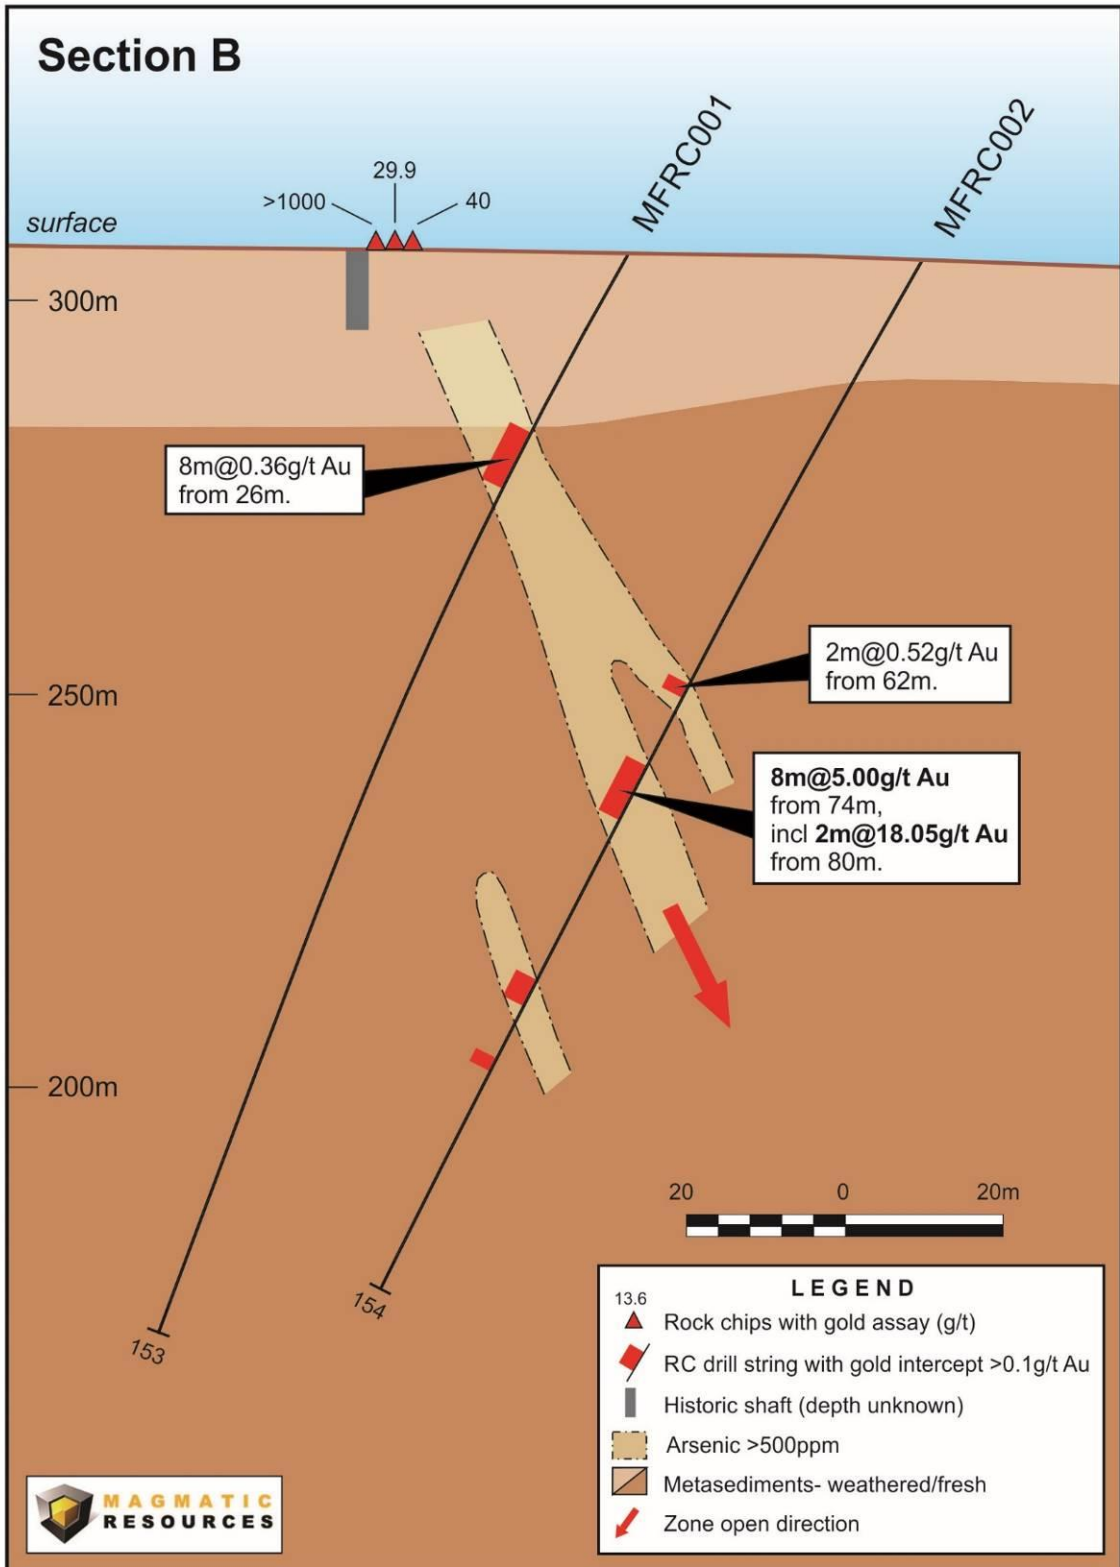 Section B
MFRC001
MFRC002
29.9
>1000
40
surface
300m
8m@0.36g/t Au
from 26m.
250m
2m@0.52g/t Au
from 62m.
8m@5.00g/t Au
from 74m,
incl 2m@18.05g/t Au
from 80m.
200m
20 0 20m
154
153
LEGEND
13.6
Rock chips with gold assay (g/t)
RC drill string with gold intercept >0.1g/t Au
Historic shaft (depth unknown)
Arsenic >500ppm
Metasediments- weathered/fresh
Zone open direction
MAGMATIC
RESOURCES